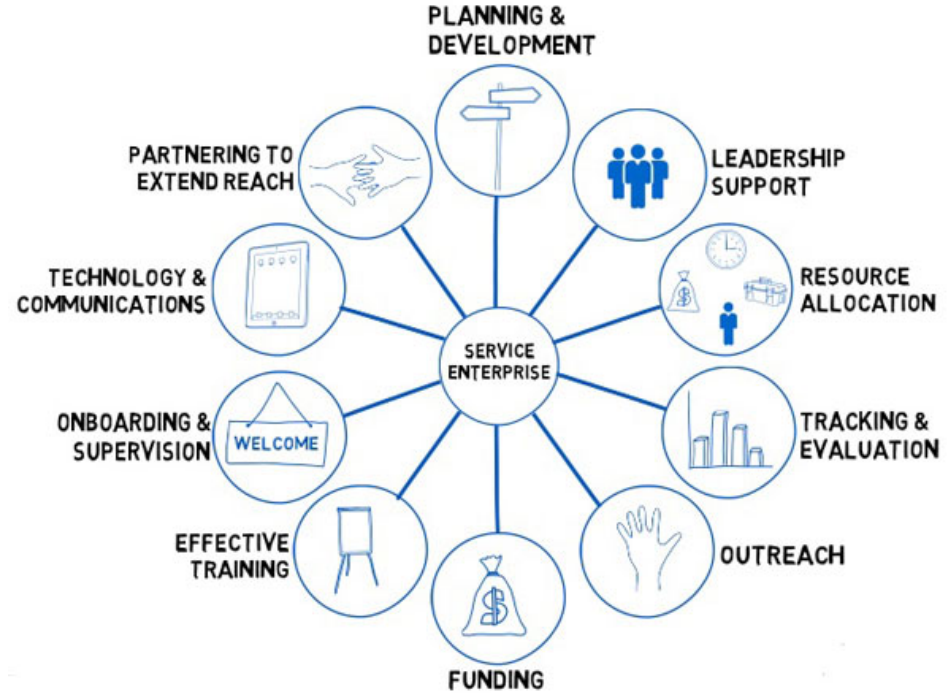 PLANNING &
DEVELOPMENT
LEADERSHIP
SUPPORT
RESOURCE
ALLOCATION
TRACKING &
EVALUATION
OUTREACH
FUNDING
EFFECTIVE
TRAINING
ONBOARDING &
SUPERVISION
WELCOME
TECHNOLOGY &
COMMUNICATIONS
PARTNERING TO
EXTEND REACH
SERVICE
ENTERPRISE
$
$